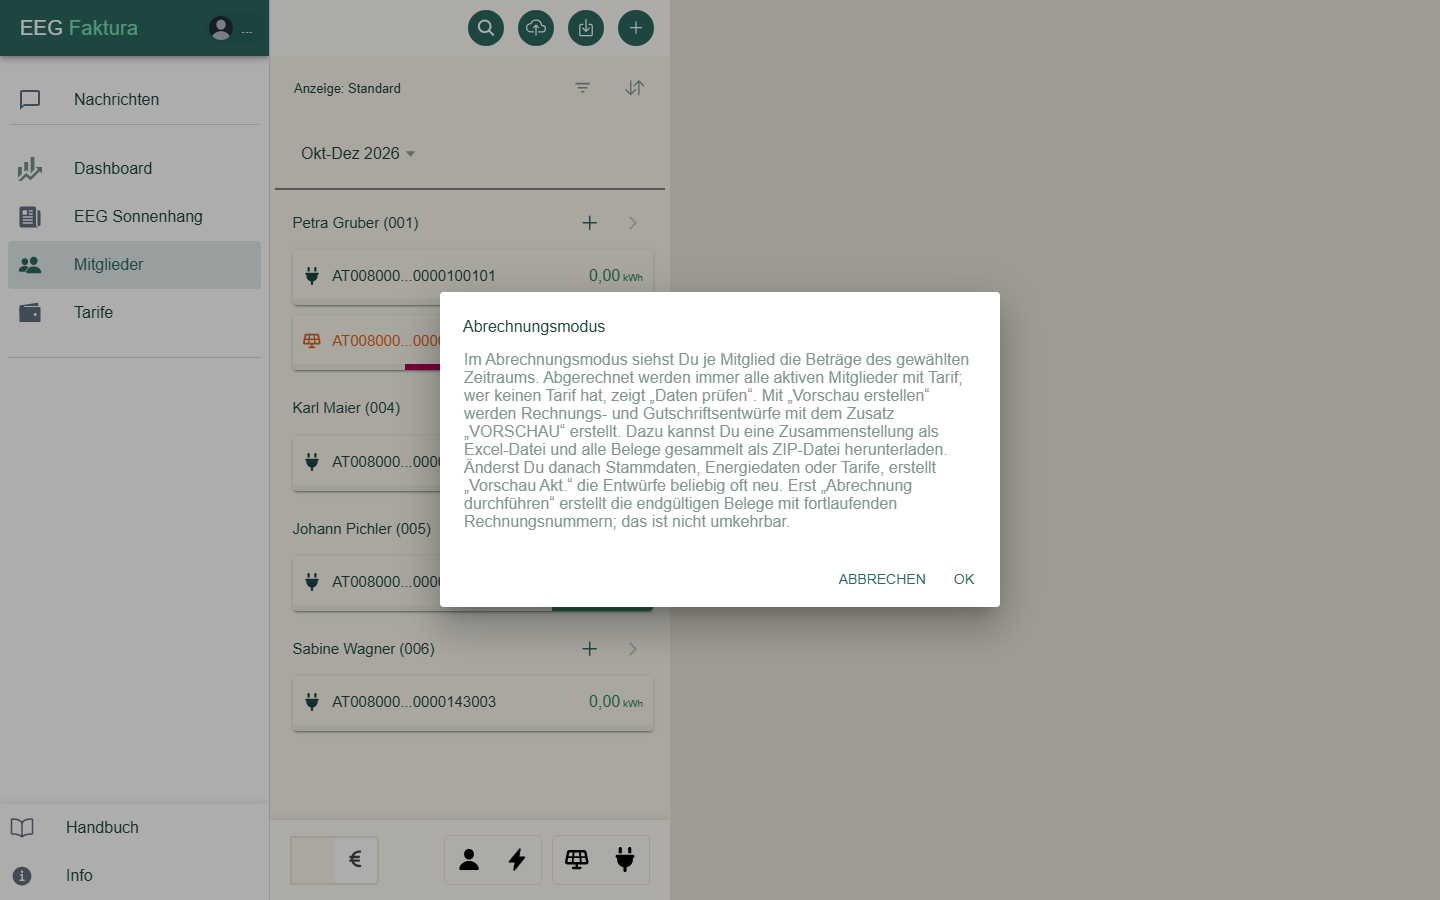 EEG Faktura
...
Nachrichten
Dashboard
EEG Sonnenhang
Mitglieder
Tarife
Handbuch
Info
Anzeige: Standard
Okt-Dez 2026
Petra Gruber (001)
AT008000...0000100101
0,00 kWh
AT008000...0000
Karl Maier (004)
AT008000...0000
Johann Pichler (005)
AT008000...0000
Sabine Wagner (006)
AT008000...0000143003
0,00 kWh
€
Abrechnungsmodus
Im Abrechnungsmodus siehst Du je Mitglied die Beträge des gewählten
Zeitraums. Abgerechnet werden immer alle aktiven Mitglieder mit Tarif;
wer keinen Tarif hat, zeigt „Daten prüfen“. Mit „Vorschau erstellen“
werden Rechnungs- und Gutschriftsentwürfe mit dem Zusatz
„VORSCHAU“ erstellt. Dazu kannst Du eine Zusammenstellung als
Excel-Datei und alle Belege gesammelt als ZIP-Datei herunterladen.
Änderst Du danach Stammdaten, Energiedaten oder Tarife, erstellt
„Vorschau Akt.“ die Entwürfe beliebig oft neu. Erst „Abrechnung
durchführen“ erstellt die endgültigen Belege mit fortlaufenden
Rechnungsnummern; das ist nicht umkehrbar.
ABBRECHEN
OK